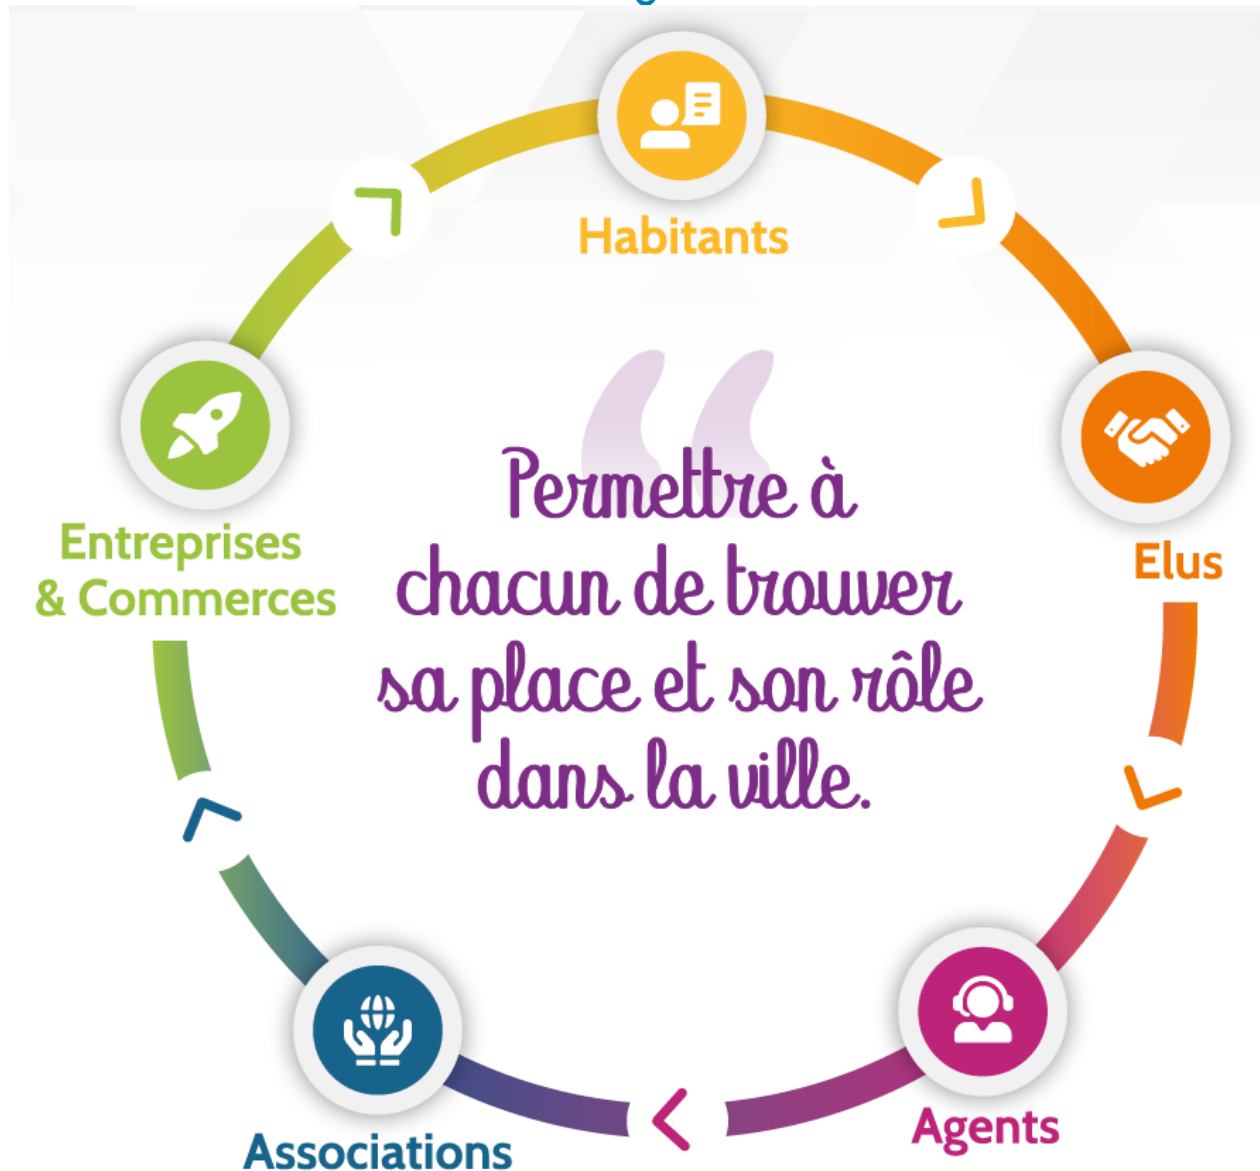 Habitants
Elus
Entreprises
& Commerces
Permettre à
chacun de trouver
sa place et son rôle
dans la ville.
Agents
Associations